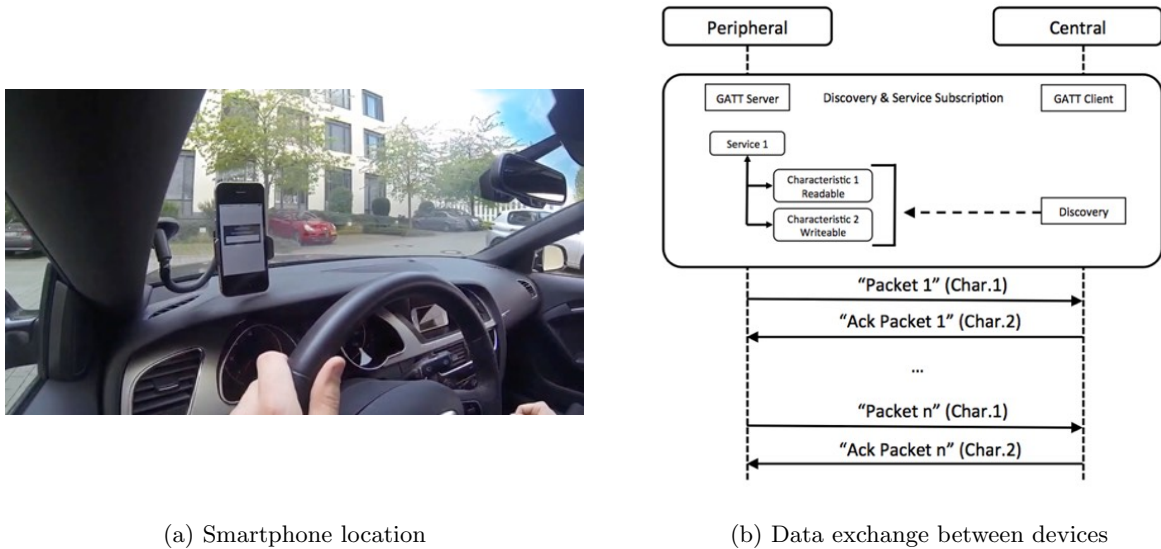 Peripheral
Central
GATT Server
Discovery & Service Subscription
GATT Client
Service 1
Characteristic 1
Readable
Characteristic 2
Writeable
Discovery
“Packet 1” (Char.1)
“Ack Packet 1” (Char.2)
...
“Packet n” (Char.1)
“Ack Packet n” (Char.2)
(a) Smartphone location
(b) Data exchange between devices